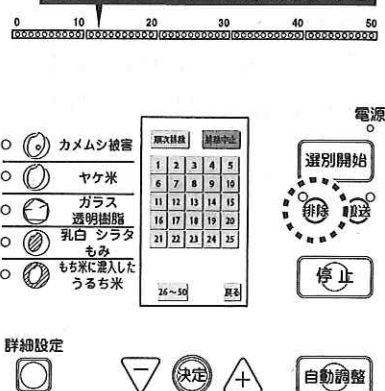 0 10 20 30 40 50
電源
カメムシ被害
ヤケ米
ガラス
透明樹脂
乳白 シラタ
もみ
もち米に混入した
うるち米
順次排除 排除中止
1 2 3 4 5
6 7 8 9 10
11 12 13 14 15
16 17 18 19 20
21 22 23 24 25
26~50 戻る
選別開始
排除
停止
詳細設定
決定
自動調整